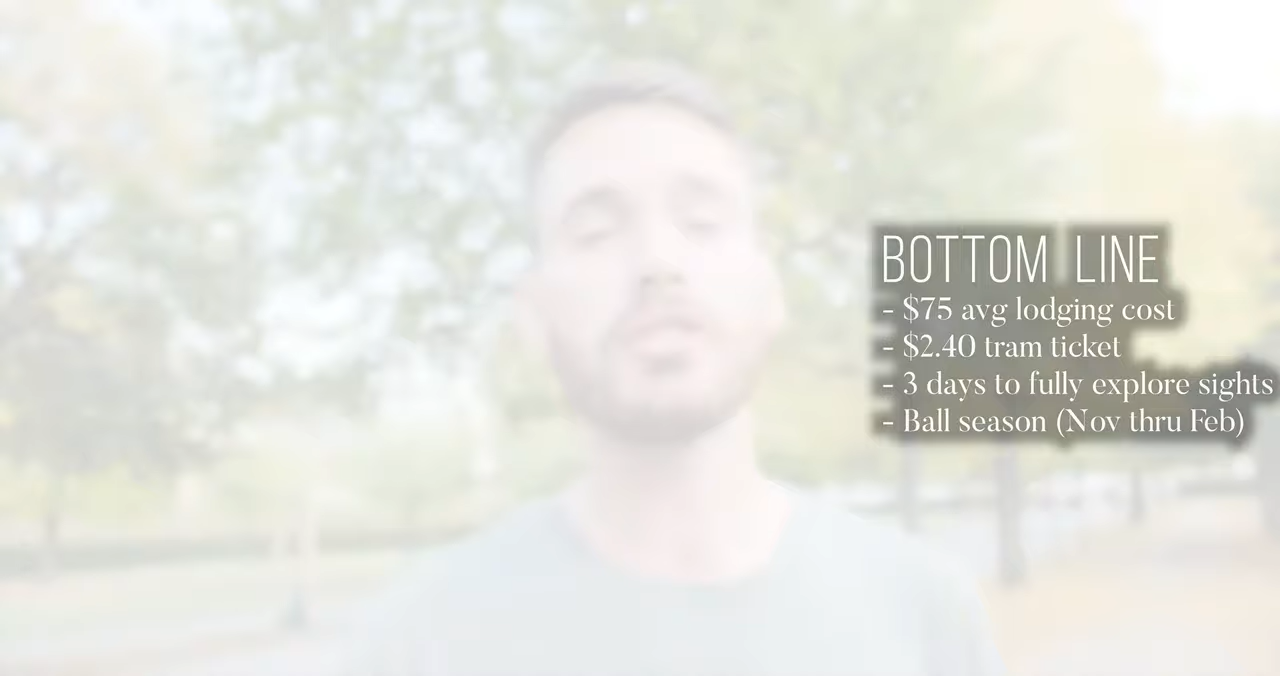 BOTTOM LINE
- $75 avg lodging cost
- $2.40 tram ticket
- 3 days to fully explore sights
- Ball season (Nov thru Feb)